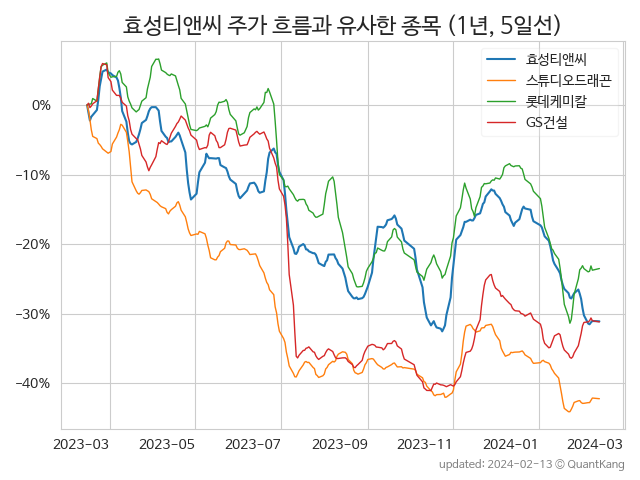 효성티앤씨 주가 흐름과 유사한 종목 (1년, 5일선)
효성티앤씨
스튜디오드래곤
롯데케미칼
GS건설
0%
−10%
−20%
−30%
−40%
2023-03 2023-05 2023-07 2023-09 2023-11 2024-01 2024-03
updated: 2024-02-13 © QuantKang